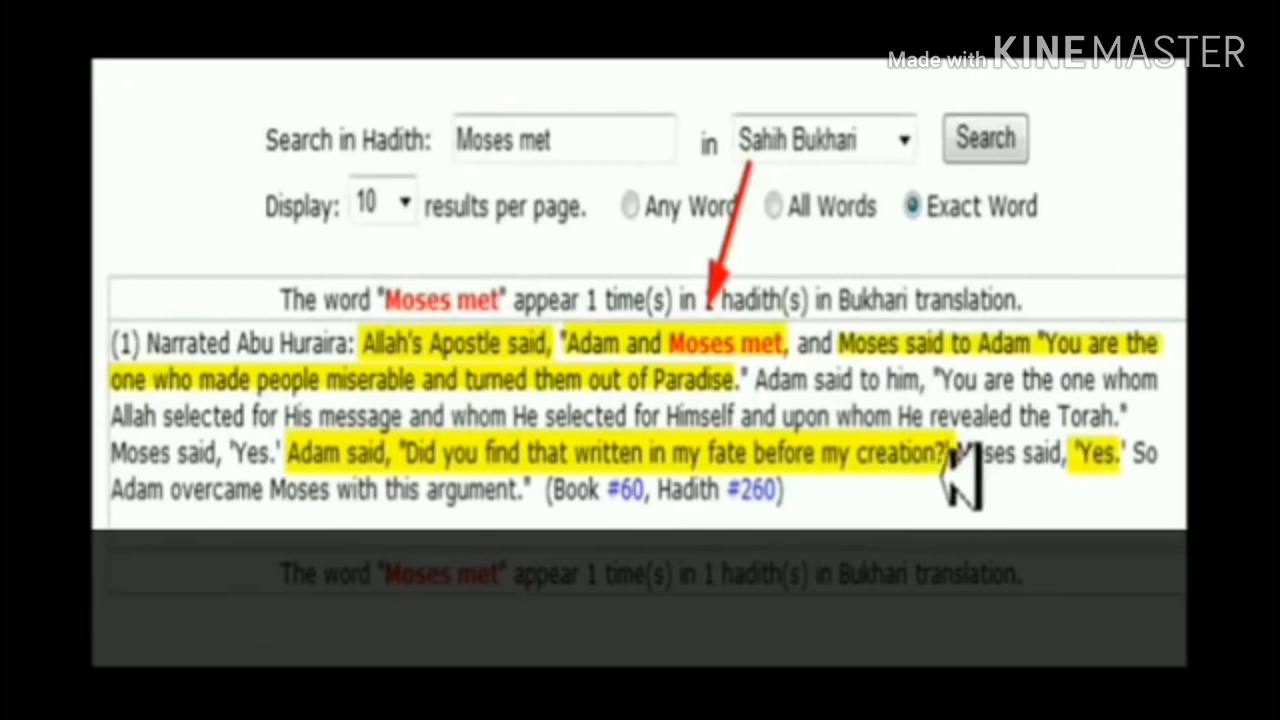 Made with KINEMASTER
Search in Hadith: Moses met in Sahih Bukhari Search
Display: 10 results per page. Any Word All Words Exact Word
The word "Moses met" appear 1 time(s) in 1 hadith(s) in Bukhari translation.
(1) Narrated Abu Huraira: Allah's Apostle said, "Adam and Moses met, and Moses said to Adam "You are the
one who made people miserable and turned them out of Paradise." Adam said to him, "You are the one whom
Allah selected for His message and whom He selected for Himself and upon whom He revealed the Torah."
Moses said, 'Yes.' Adam said, "Did you find that written in my fate before my creation?' Moses said, 'Yes.' So
Adam overcame Moses with this argument." (Book #60, Hadith #260)
The word "Moses met" appear 1 time(s) in 1 hadith(s) in Bukhari translation.